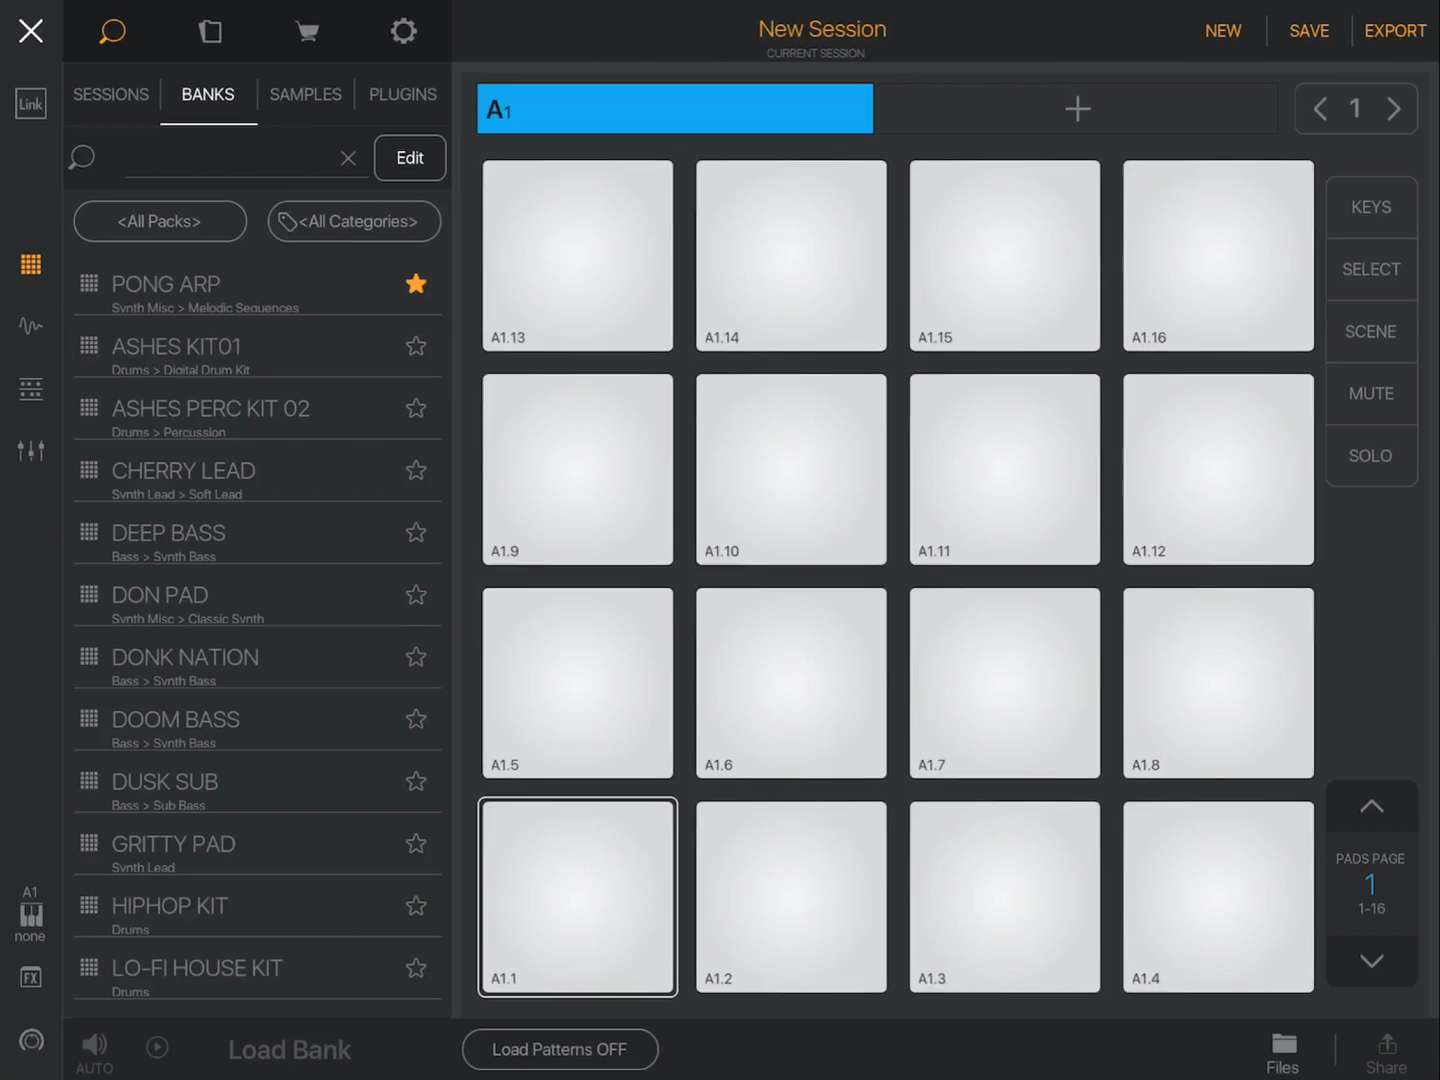 New Session
CURRENT SESSION
NEW
SAVE
EXPORT
Link
SESSIONS
BANKS
SAMPLES
PLUGINS
A1
1
Edit
<All Packs>
<All Categories>
PONG ARP
Synth Misc > Melodic Sequences
ASHES KIT01
Drums > Digital Drum Kit
ASHES PERC KIT 02
Drums > Percussion
CHERRY LEAD
Synth Lead > Soft Lead
DEEP BASS
Bass > Synth Bass
DON PAD
Synth Misc > Classic Synth
DONK NATION
Bass > Synth Bass
DOOM BASS
Bass > Synth Bass
DUSK SUB
Bass > Sub Bass
GRITTY PAD
Synth Lead
HIPHOP KIT
Drums
LO-FI HOUSE KIT
Drums
A1.13
A1.14
A1.15
A1.16
A1.9
A1.10
A1.11
A1.12
A1.5
A1.6
A1.7
A1.8
A1.1
A1.2
A1.3
A1.4
KEYS
SELECT
SCENE
MUTE
SOLO
PADS PAGE
1
1-16
A1
none
FX
AUTO
Load Bank
Load Patterns OFF
Files
Share